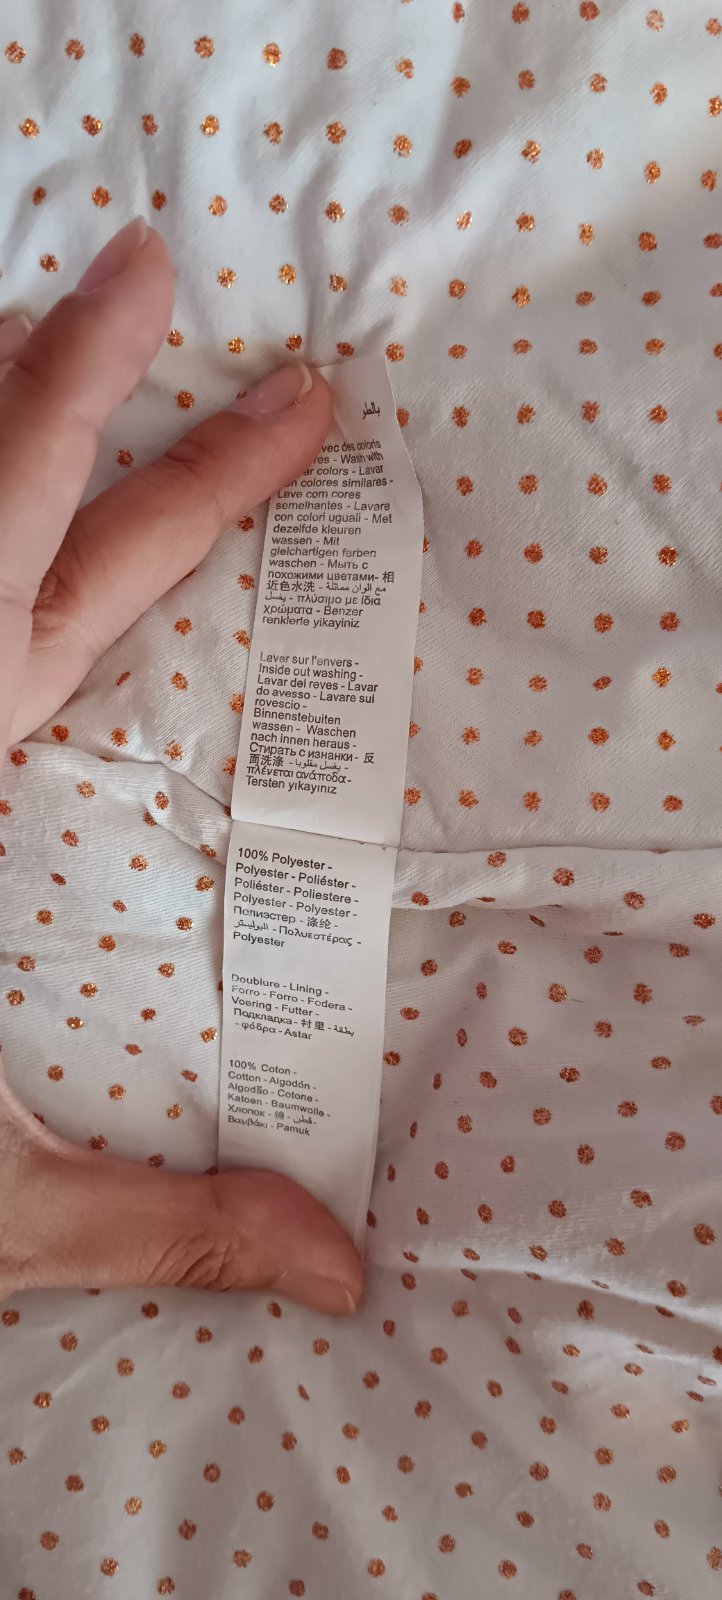 بالطر
vec des coloris
res - Wash with
ar colors - Lavar
n colores similares -
Lave com cores
semelhantes - Lavare
con colori uguali - Met
dezelfde kleuren
wassen - Mit
gleichartigen farben
waschen - Мыть с
похожими цветами- 相
近色水洗 - مع الوان مماثلة
يغسل - πλύσιμο με ίδια
χρώματα - Benzer
renklerle yikayiniz
Laver sur l'envers -
Inside out washing -
Lavar del reves - Lavar
do avesso - Lavare sul
rovescio -
Binnenstebuiten
wassen - Waschen
nach innen heraus -
Стирать с изнанки- 反
面洗涤 - يغسل مقلوبا -
πλένεται ανάποδα-
Tersten yikayiniz
100% Polyester -
Polyester - Poliéster -
Poliéster - Poliestere -
Polyester - Polyester -
Полиэстер - 涤纶 -
البوليستر - Πολυεστέρας -
Polyester
Doublure - Lining -
Forro - Forro - Fodera -
Voering - Futter -
Подкладка - 衬里 - بطقة
- φόδρα - Astar
100% Coton -
Cotton - Algodón -
Algodão - Cotone -
Katoen - Baumwolle -
Хлопок - 棉 - قطن -
Βαμβάκι - Pamuk